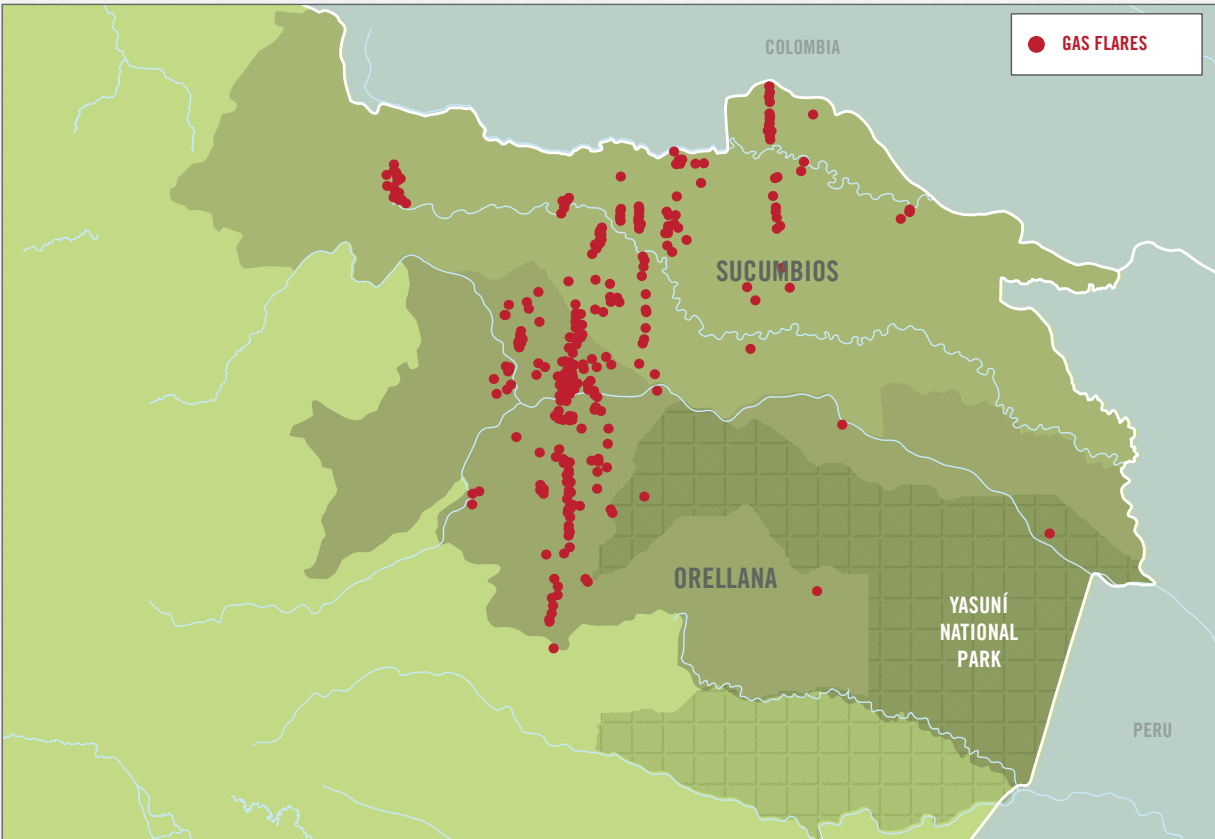 GAS FLARES
COLOMBIA
SUCUMBIOS
ORELLANA
YASUNÍ
NATIONAL
PARK
PERU